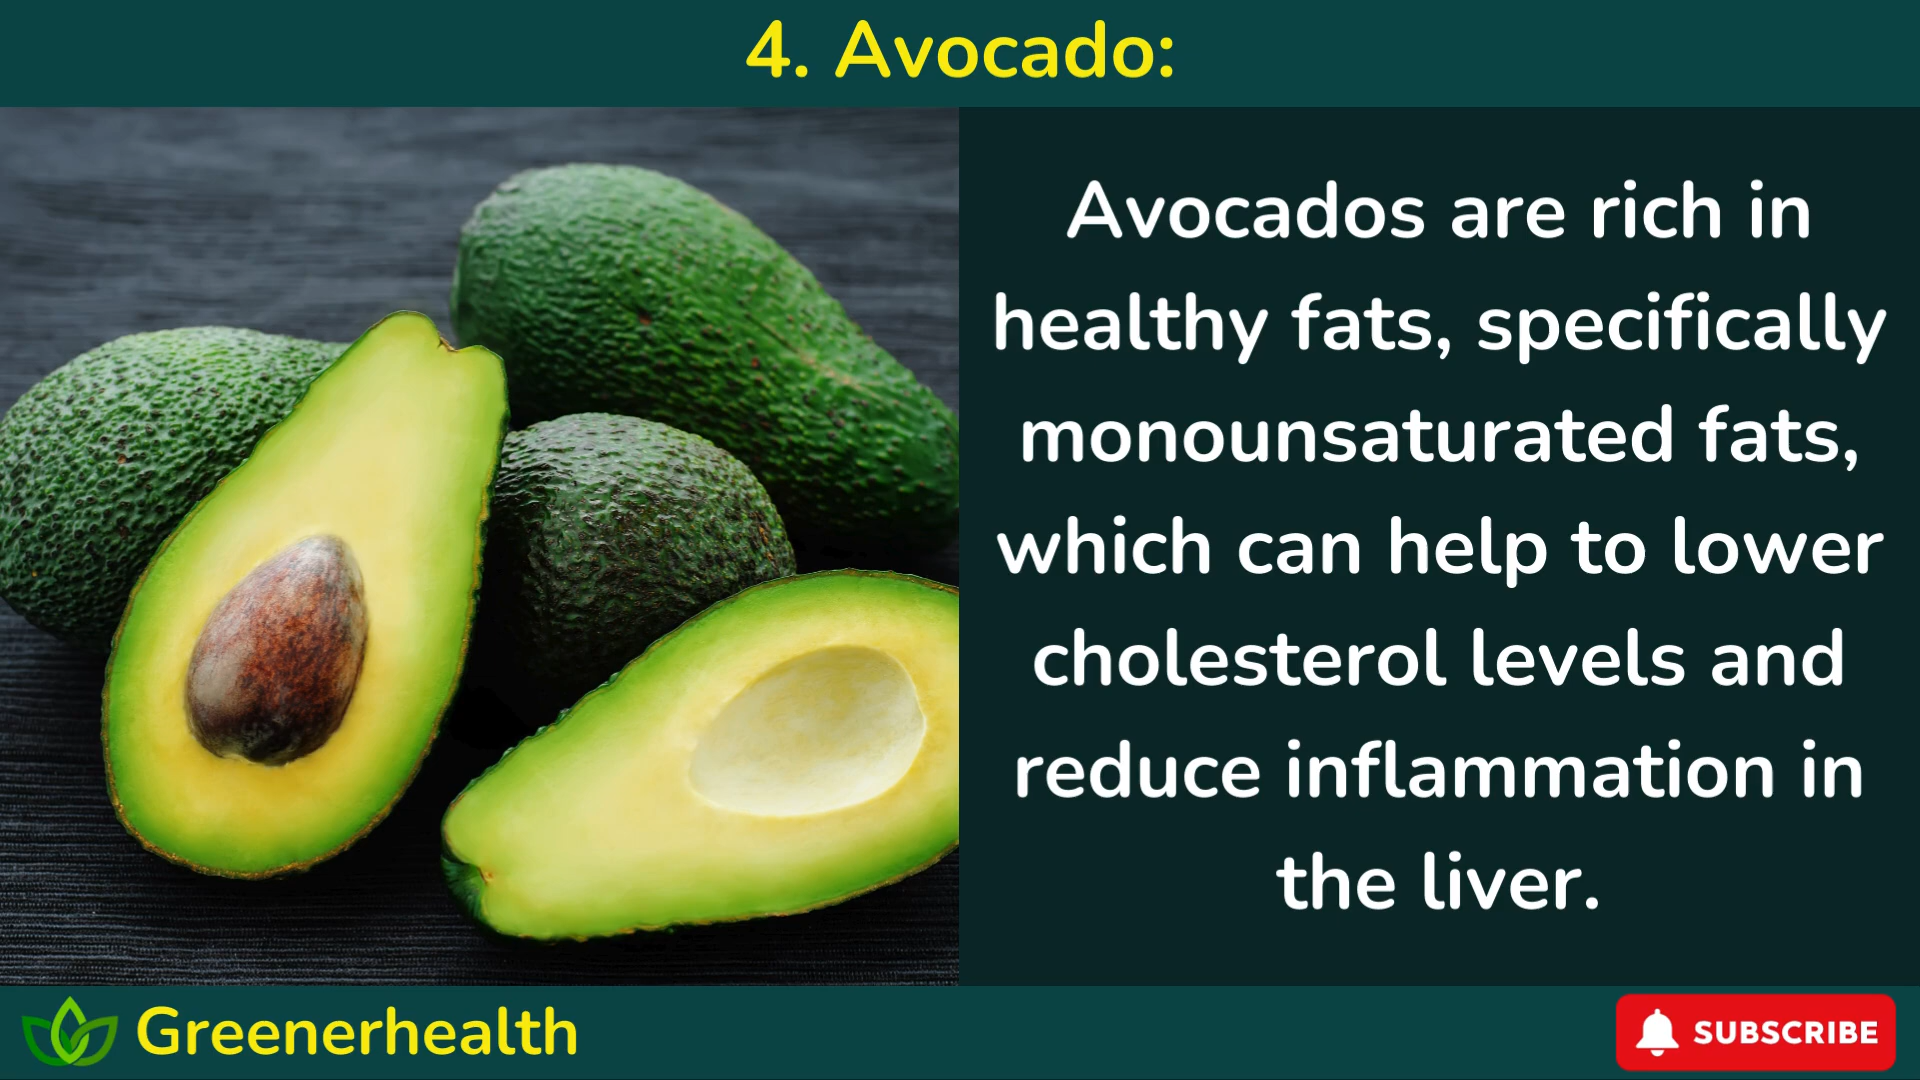 4. Avocado:
Avocados are rich in
healthy fats, specifically
monounsaturated fats,
which can help to lower
cholesterol levels and
reduce inflammation in
the liver.
Greenerhealth
SUBSCRIBE